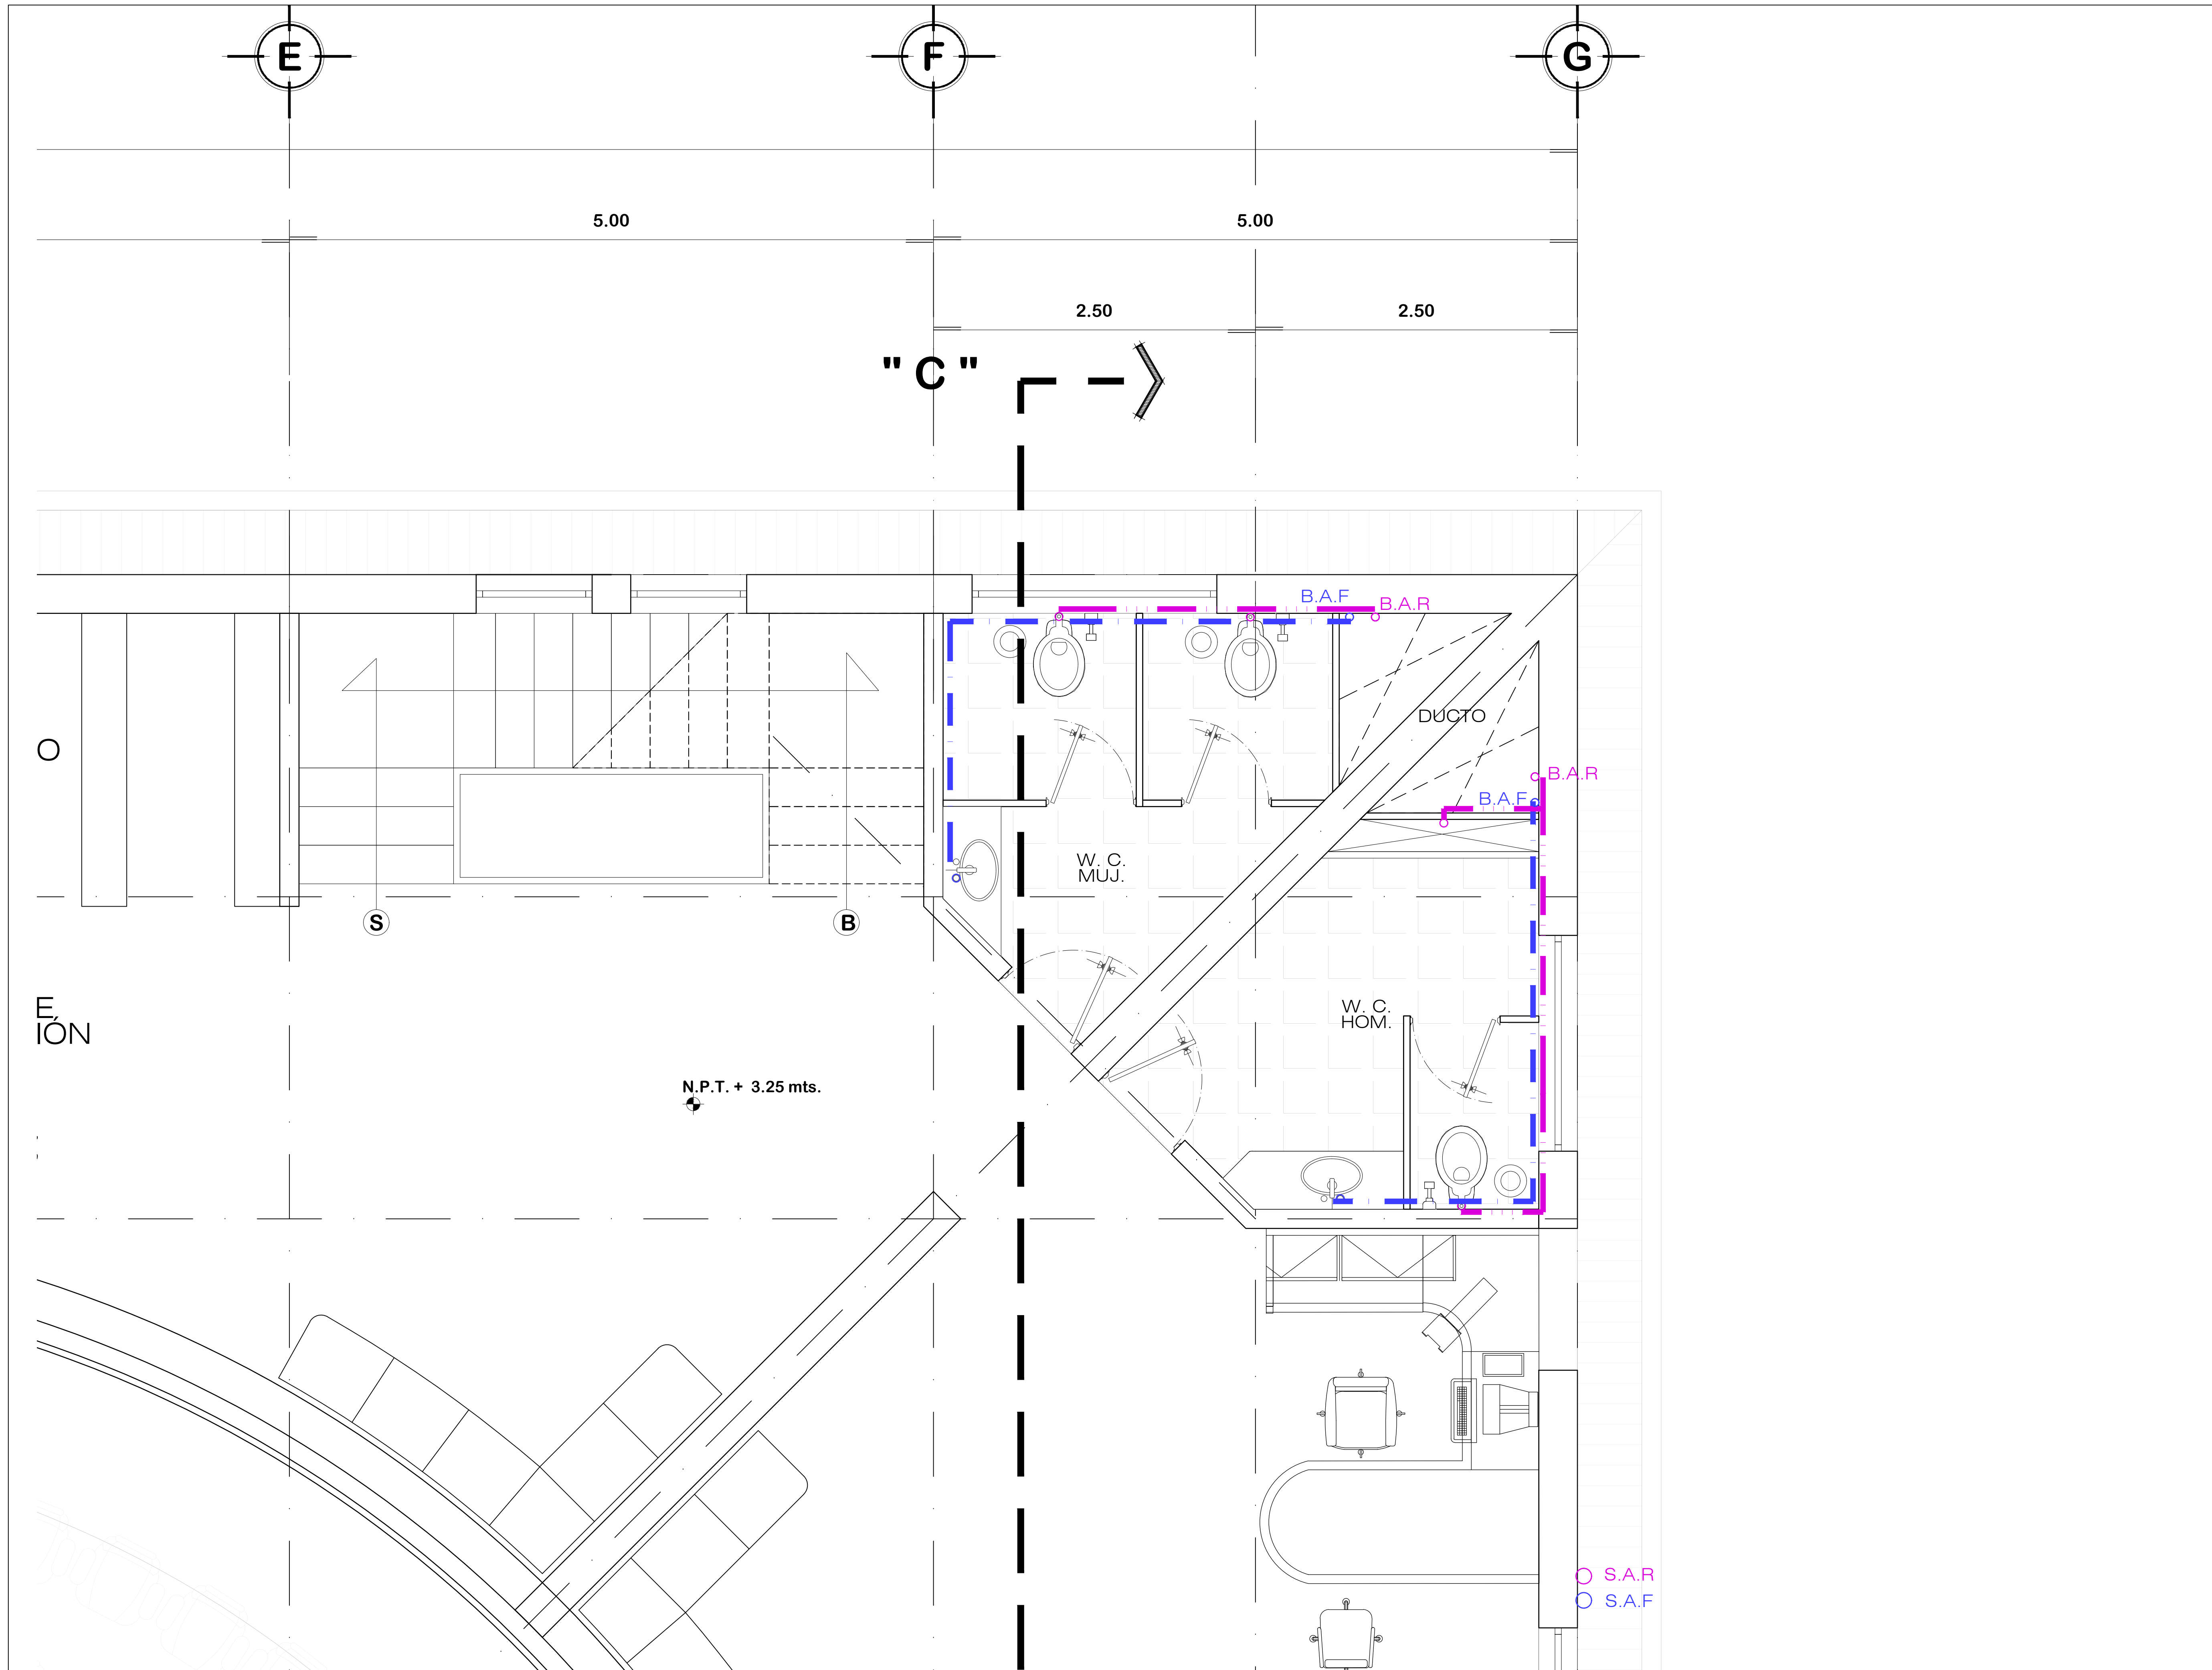 E
F
G
5.00
5.00
2.50
2.50
" C "
B.A.F
B.A.R
DUCTO
O
B.A.R
B.A.F
W. C.
MUJ.
S
B
E
IÓN
W. C.
HOM.
N.P.T. + 3.25 mts.
S.A.R
S.A.F